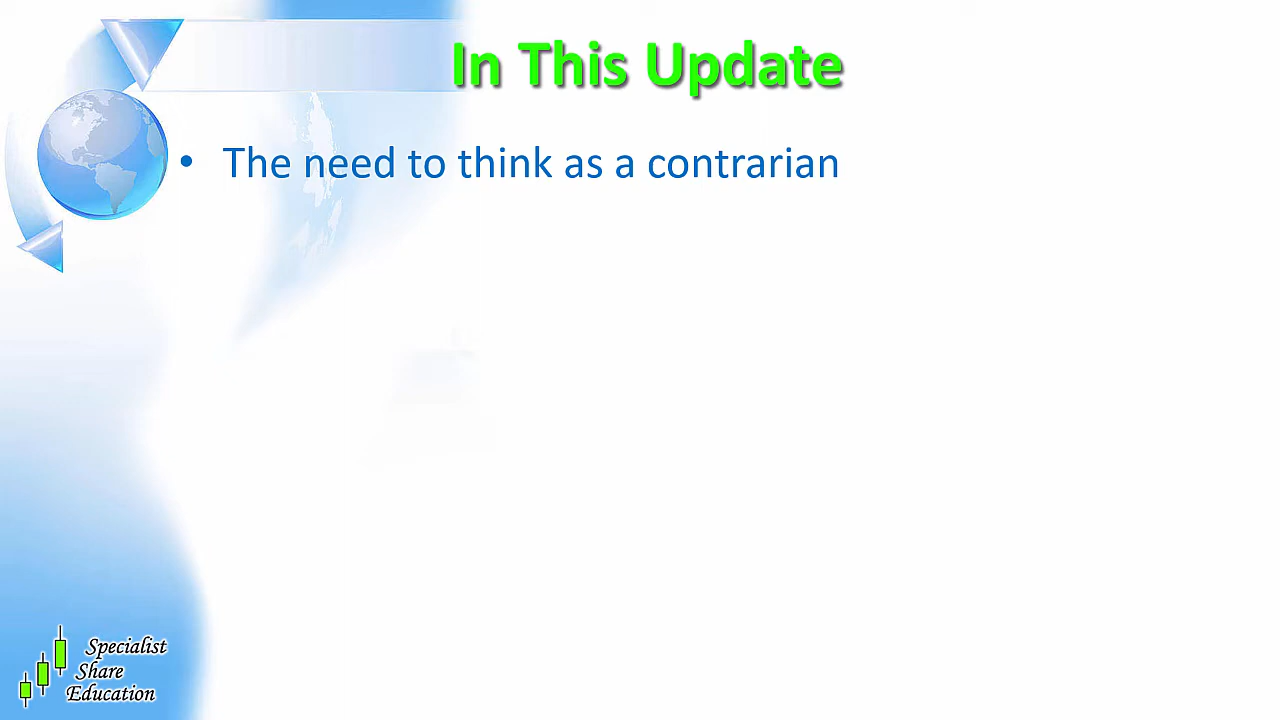 In This Update
• The need to think as a contrarian
Specialist
Share
Education